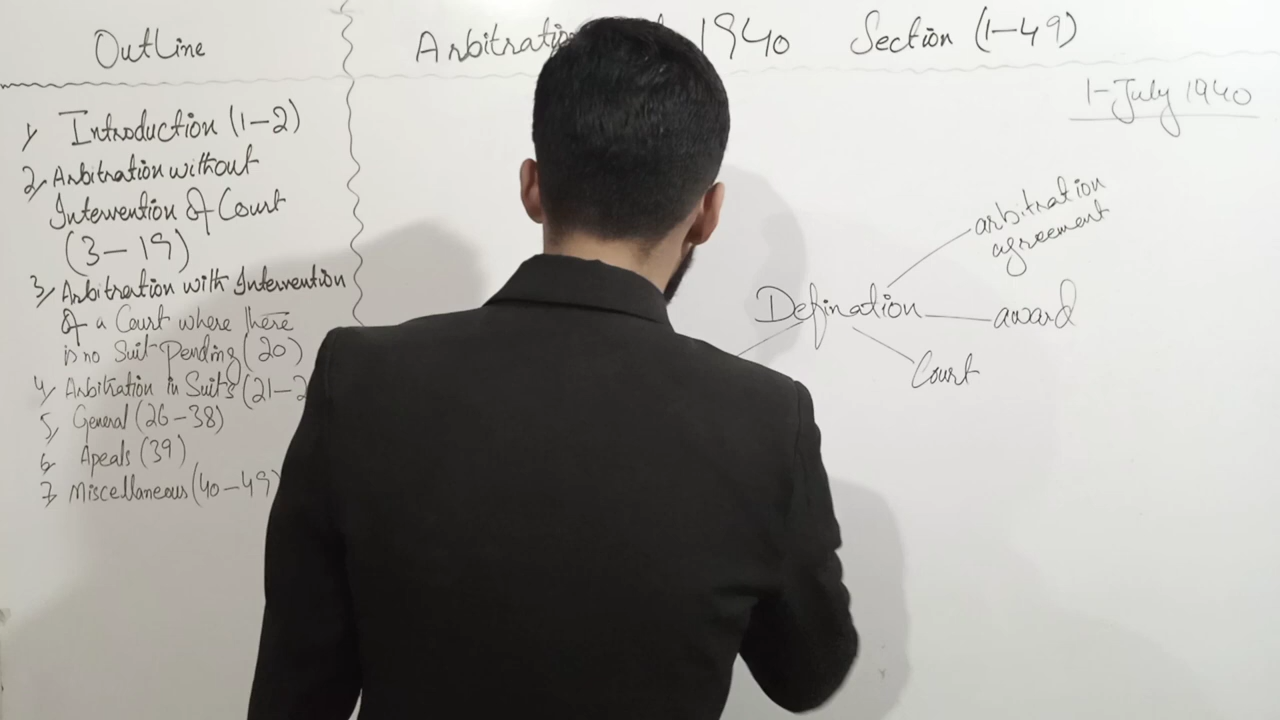 Outline
Arbitratio 1940 Section (1-49)
1-July 1940
1, Introduction (1-2)
2, Arbitration without
Intervention Of Court
(3-19)
3, Arbitration with Intervention
Of a Court where there
is no Suit pending (20)
4, Arbitration in Suits (21-2
5, General (26-38)
6, Apeals (39)
7, Miscellaneous (40-49)
arbitration
agreement
Defination
award
Court